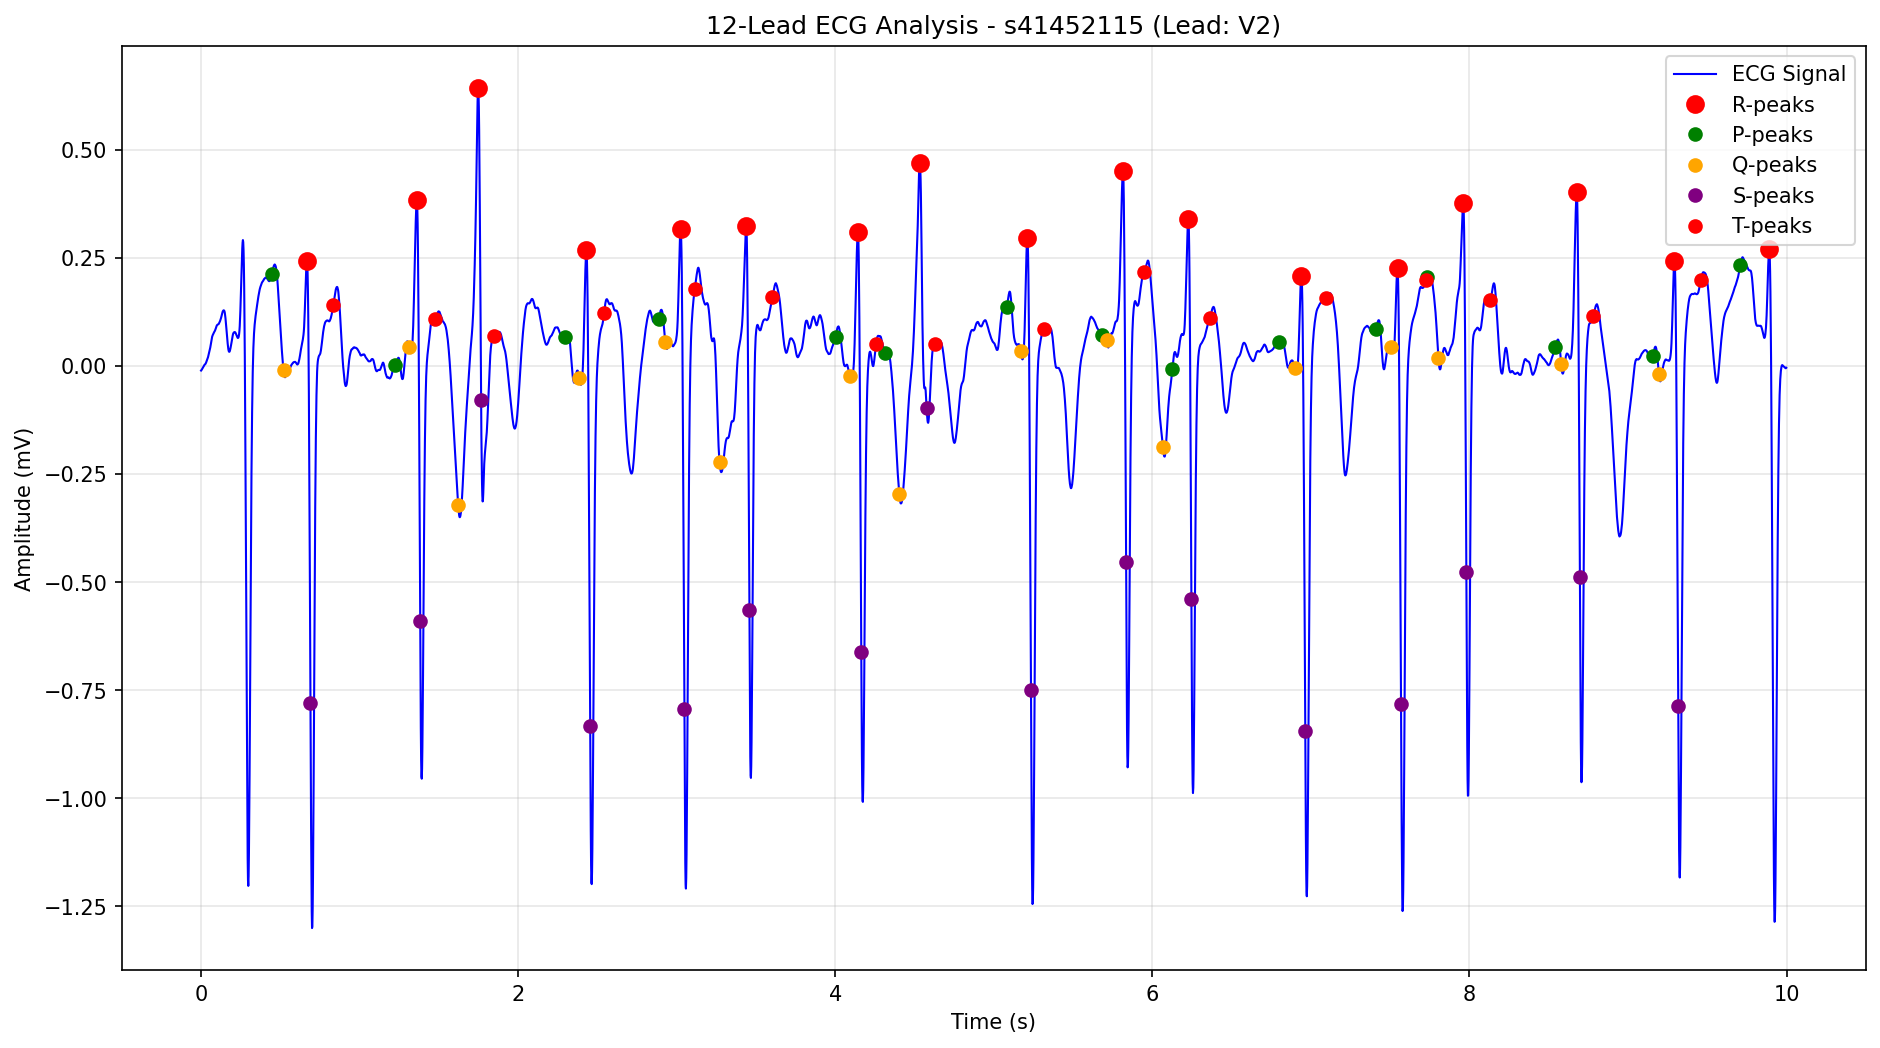 12-Lead ECG Analysis - s41452115 (Lead: V2)
ECG Signal
R-peaks
P-peaks
Q-peaks
S-peaks
T-peaks
Amplitude (mV)
0.50
0.25
0.00
−0.25
−0.50
−0.75
−1.00
−1.25
0 2 4 6 8 10
Time (s)